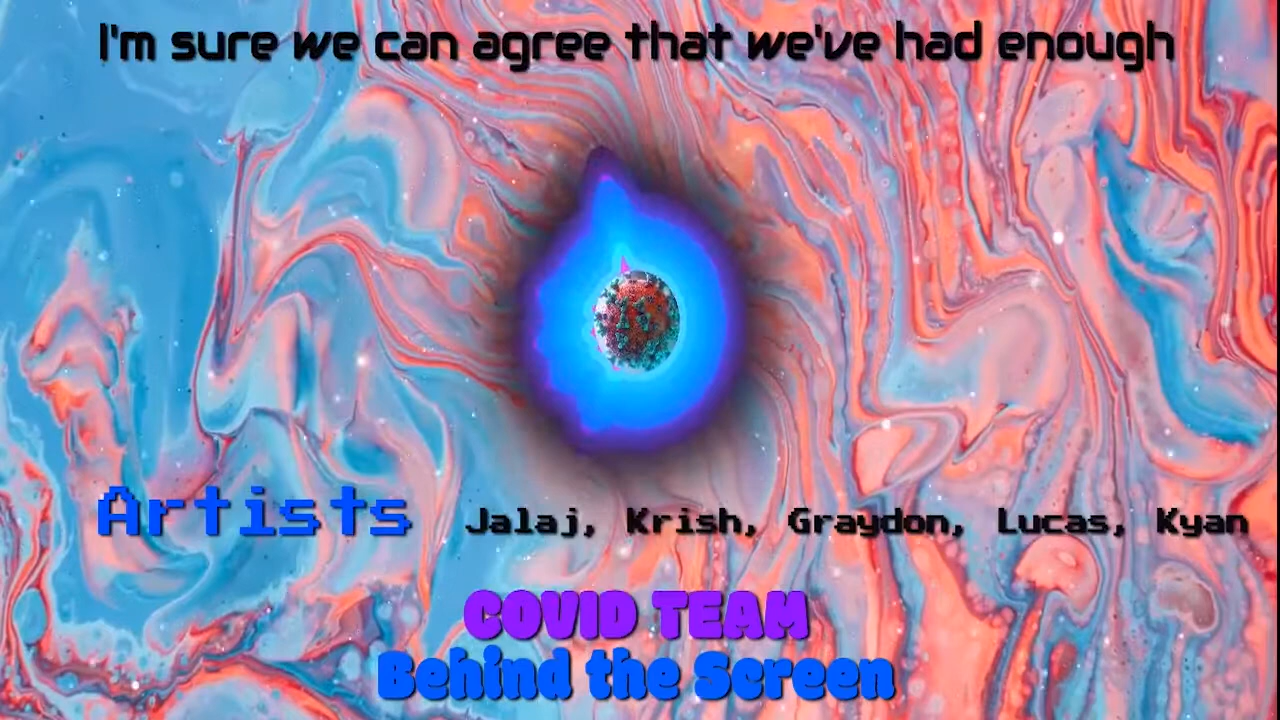 I'm sure we can agree that we've had enough
Artists Jalaj, Krish, Graydon, Lucas, Kyan
COVID TEAM
Behind the Screen